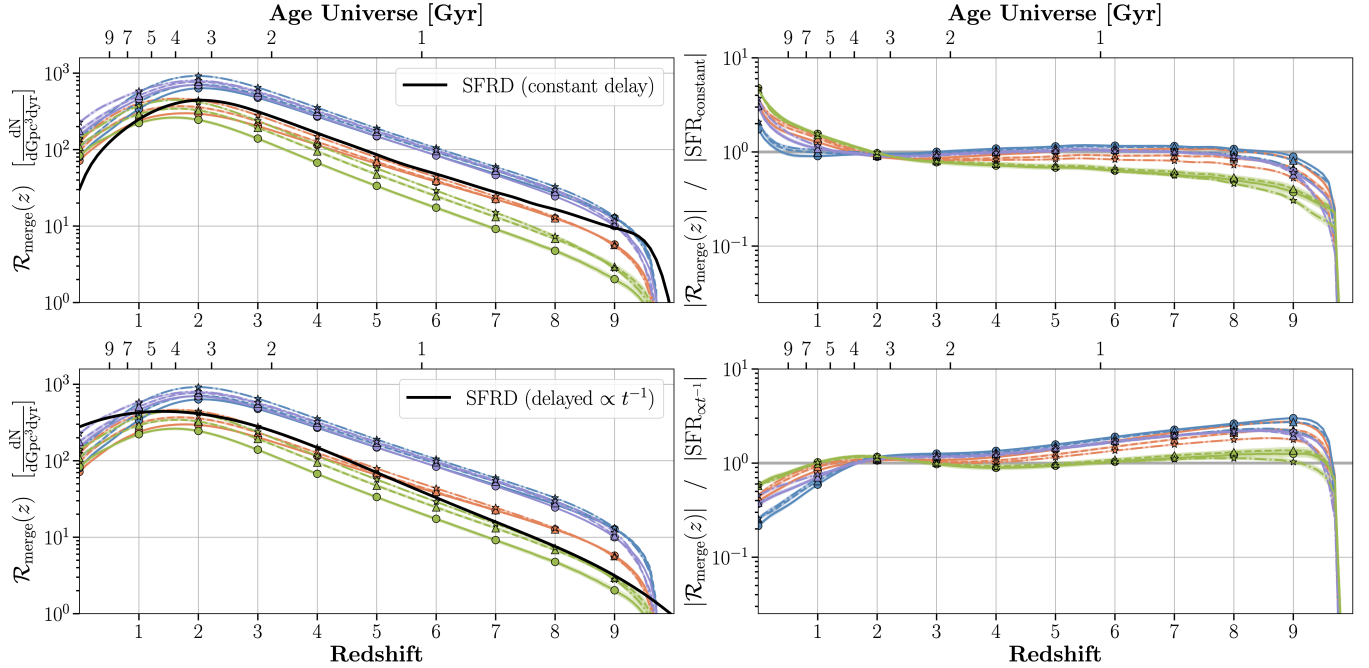 Age Universe [Gyr]
9 7 5 4 3 2 1
10³
10²
10¹
10⁰
ℛmerge(z) [dN/dGpc³dyr]
SFRD (constant delay)
1 2 3 4 5 6 7 8 9
Age Universe [Gyr]
9 7 5 4 3 2 1
10¹
10⁰
10⁻¹
|ℛmerge(z)| / |SFRconstant|
1 2 3 4 5 6 7 8 9
9 7 5 4 3 2 1
10³
10²
10¹
10⁰
ℛmerge(z) [dN/dGpc³dyr]
SFRD (delayed ∝ t⁻¹)
1 2 3 4 5 6 7 8 9
Redshift
9 7 5 4 3 2 1
10¹
10⁰
10⁻¹
|ℛmerge(z)| / |SFR∝t⁻¹|
1 2 3 4 5 6 7 8 9
Redshift